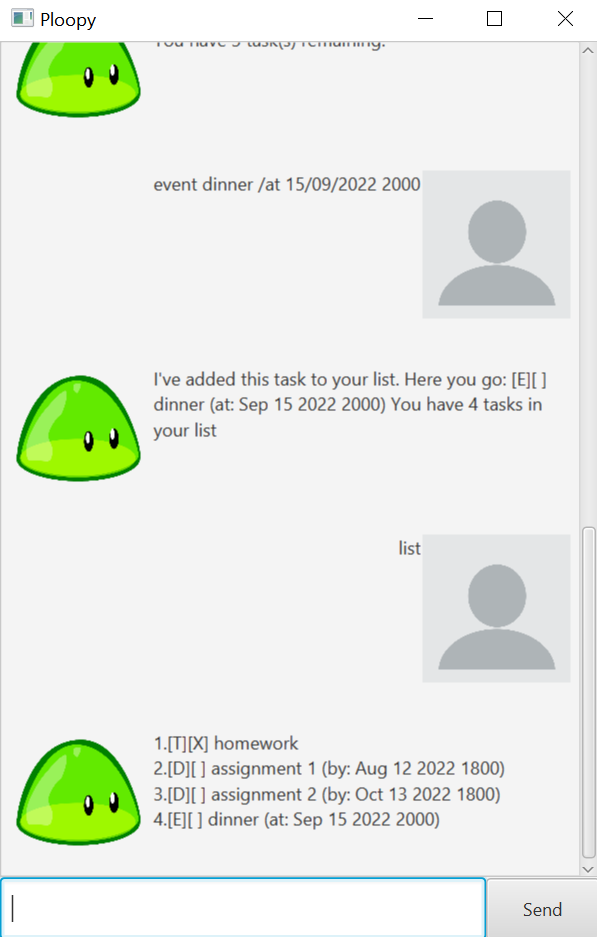 Ploopy
You have 3 task(s) remaining.
event dinner /at 15/09/2022 2000
I've added this task to your list. Here you go: [E][ ]
dinner (at: Sep 15 2022 2000) You have 4 tasks in
your list
list
1.[T][X] homework
2.[D][ ] assignment 1 (by: Aug 12 2022 1800)
3.[D][ ] assignment 2 (by: Oct 13 2022 1800)
4.[E][ ] dinner (at: Sep 15 2022 2000)
Send